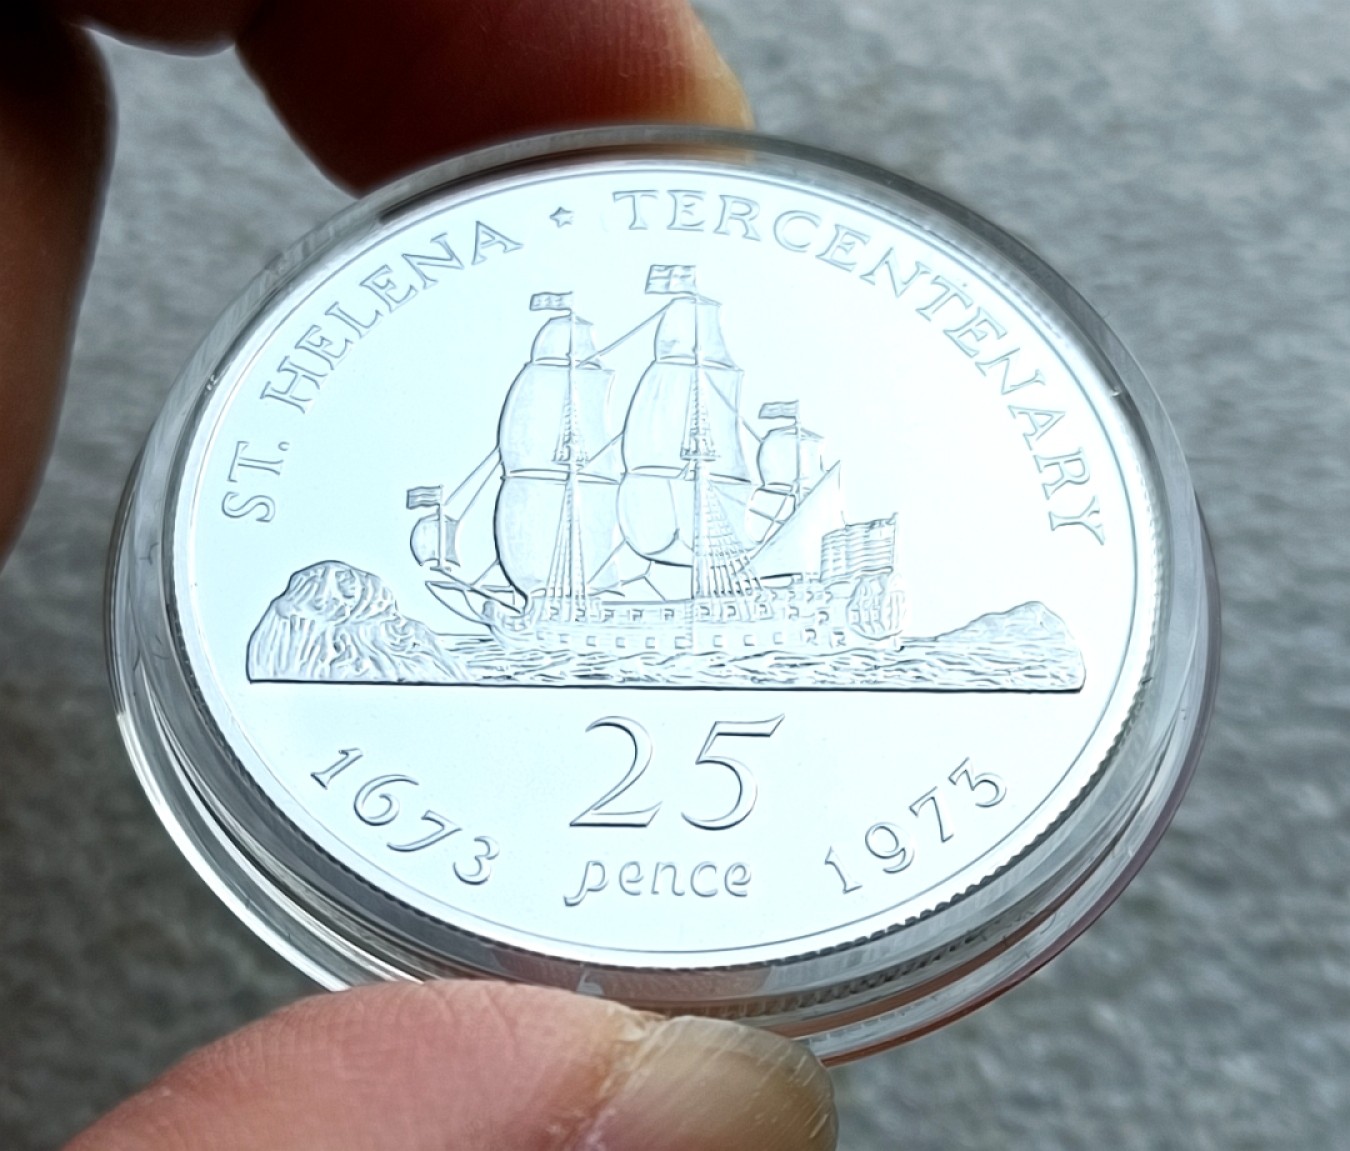 ST. HELENA ⋆ TERCENTENARY
25
pence
1673
1973